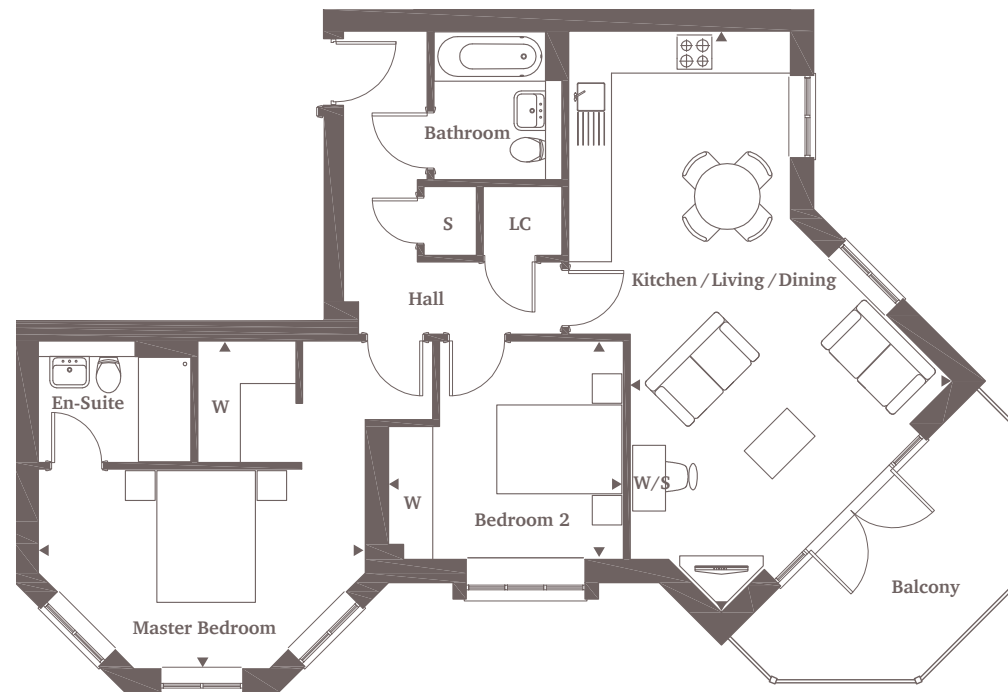 Bathroom
S
LC
Kitchen / Living / Dining
Hall
En-Suite
W
W
W/S
Bedroom 2
Balcony
Master Bedroom